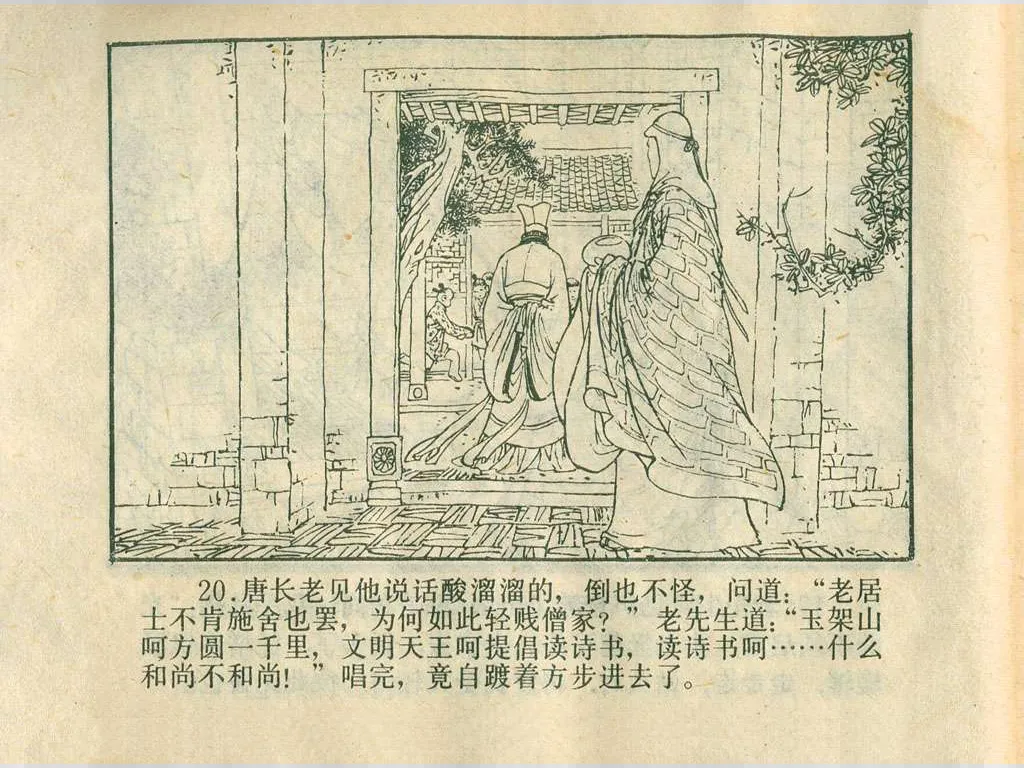 20.唐长老见他说话酸溜溜的，倒也不怪，问道：“老居
士不肯施舍也罢，为何如此轻贱僧家？”老先生道：“玉架山
呵方圆一千里，文明天王呵提倡读诗书，读诗书呵……什么
和尚不和尚！”唱完，竟自踱着方步进去了。